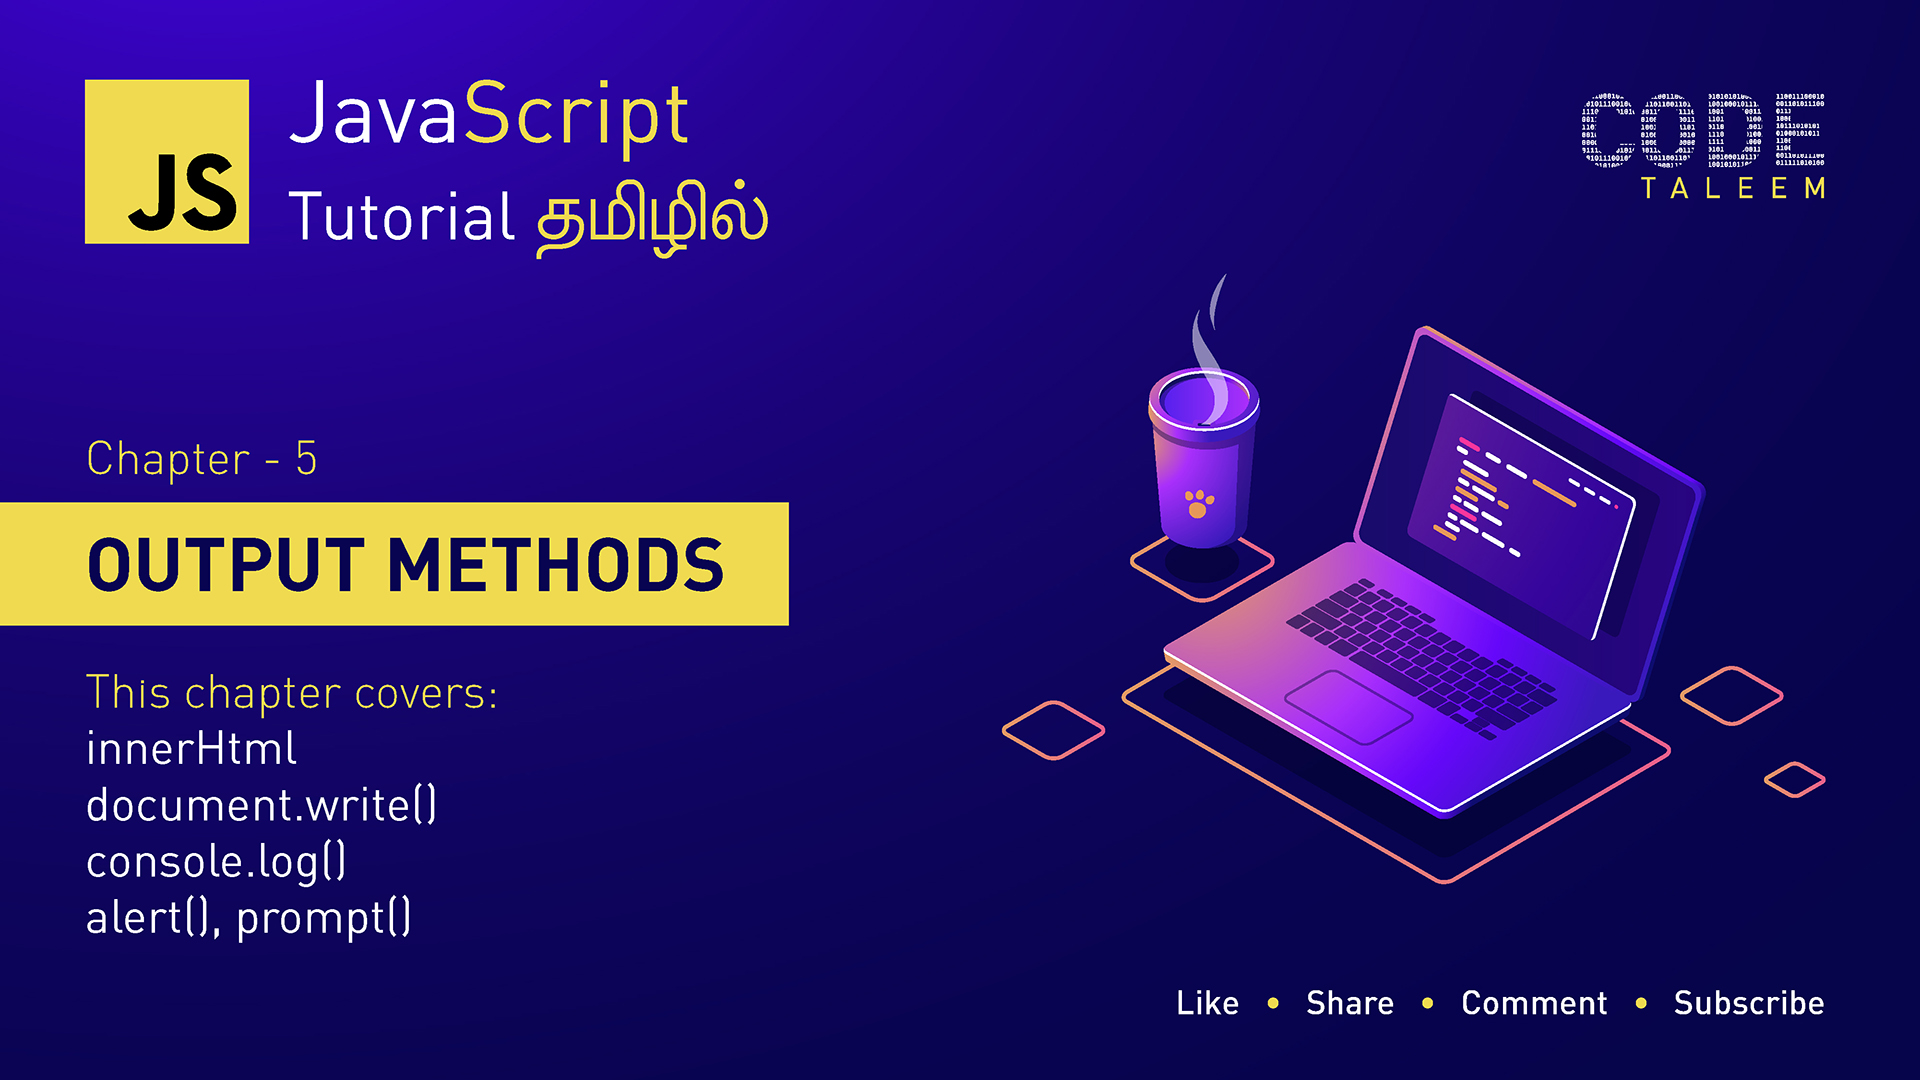 JS
JavaScript
Tutorial தமிழில்
CODE
TALEEM
Chapter - 5
OUTPUT METHODS
This chapter covers:
innerHtml
document.write()
console.log()
alert(), prompt()
Like • Share • Comment • Subscribe